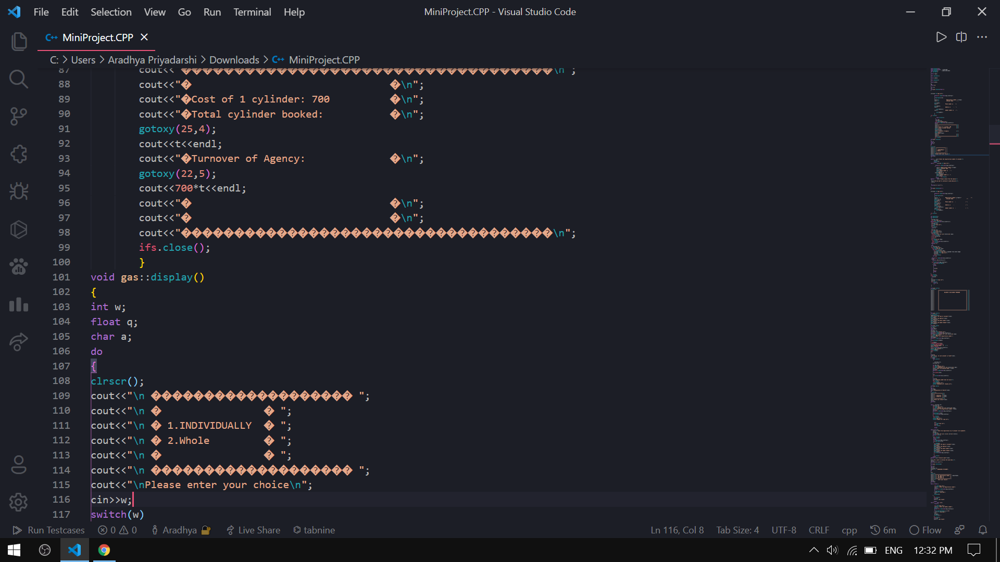 File Edit Selection View Go Run Terminal Help MiniProject.CPP - Visual Studio Code
C++ MiniProject.CPP
C: > Users > Aradhya Priyadarshi > Downloads > C++ MiniProject.CPP
87 cout<<"�����������������������������������\n";
88 cout<<"� �\n";
89 cout<<"�Cost of 1 cylinder: 700 �\n";
90 cout<<"�Total cylinder booked: �\n";
91 gotoxy(25,4);
92 cout<<t<<endl;
93 cout<<"�Turnover of Agency: �\n";
94 gotoxy(22,5);
95 cout<<700*t<<endl;
96 cout<<"� �\n";
97 cout<<"� �\n";
98 cout<<"�����������������������������������\n";
99 ifs.close();
100 }
101 void gas::display()
102 {
103 int w;
104 float q;
105 char a;
106 do
107 {
108 clrscr();
109 cout<<"\n ������������������� ";
110 cout<<"\n � � ";
111 cout<<"\n � 1.INDIVIDUALLY � ";
112 cout<<"\n � 2.Whole � ";
113 cout<<"\n � � ";
114 cout<<"\n ������������������� ";
115 cout<<"\nPlease enter your choice\n";
116 cin>>w;
117 switch(w)
Run Testcases 0 0 Aradhya Live Share tabnine Ln 116, Col 8 Tab Size: 4 UTF-8 CRLF cpp 6m Flow
ENG 12:32 PM